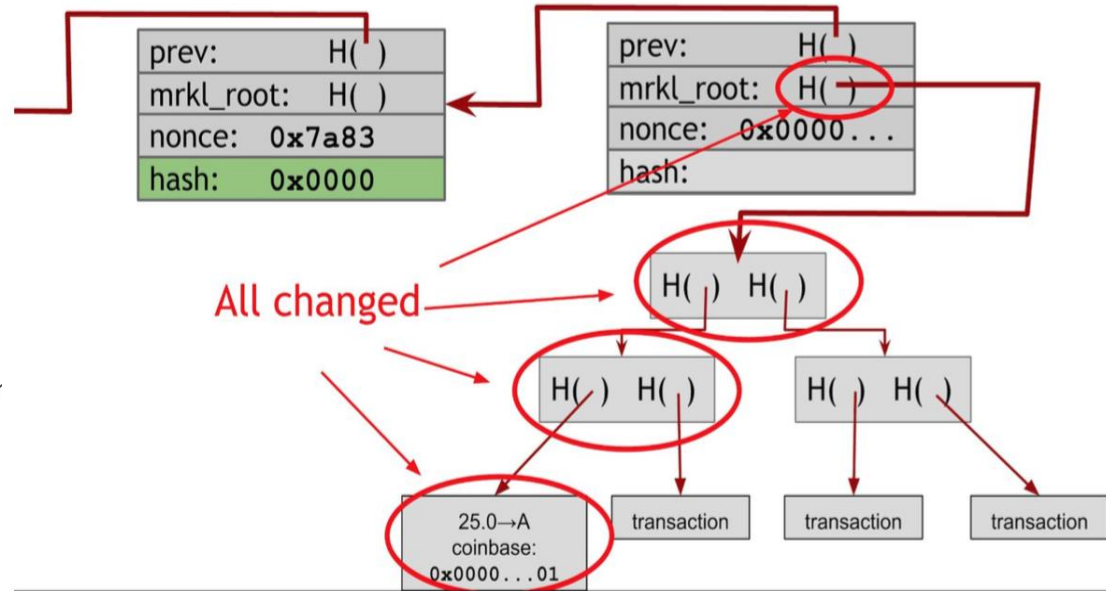 prev: H( )
mrkl_root: H( )
nonce: 0x7a83
hash: 0x0000
prev: H( )
mrkl_root: H( )
nonce: 0x0000...
hash:
All changed
H( ) H( )
H( ) H( )
H( ) H( )
25.0→A
coinbase:
0x0000...01
transaction
transaction
transaction